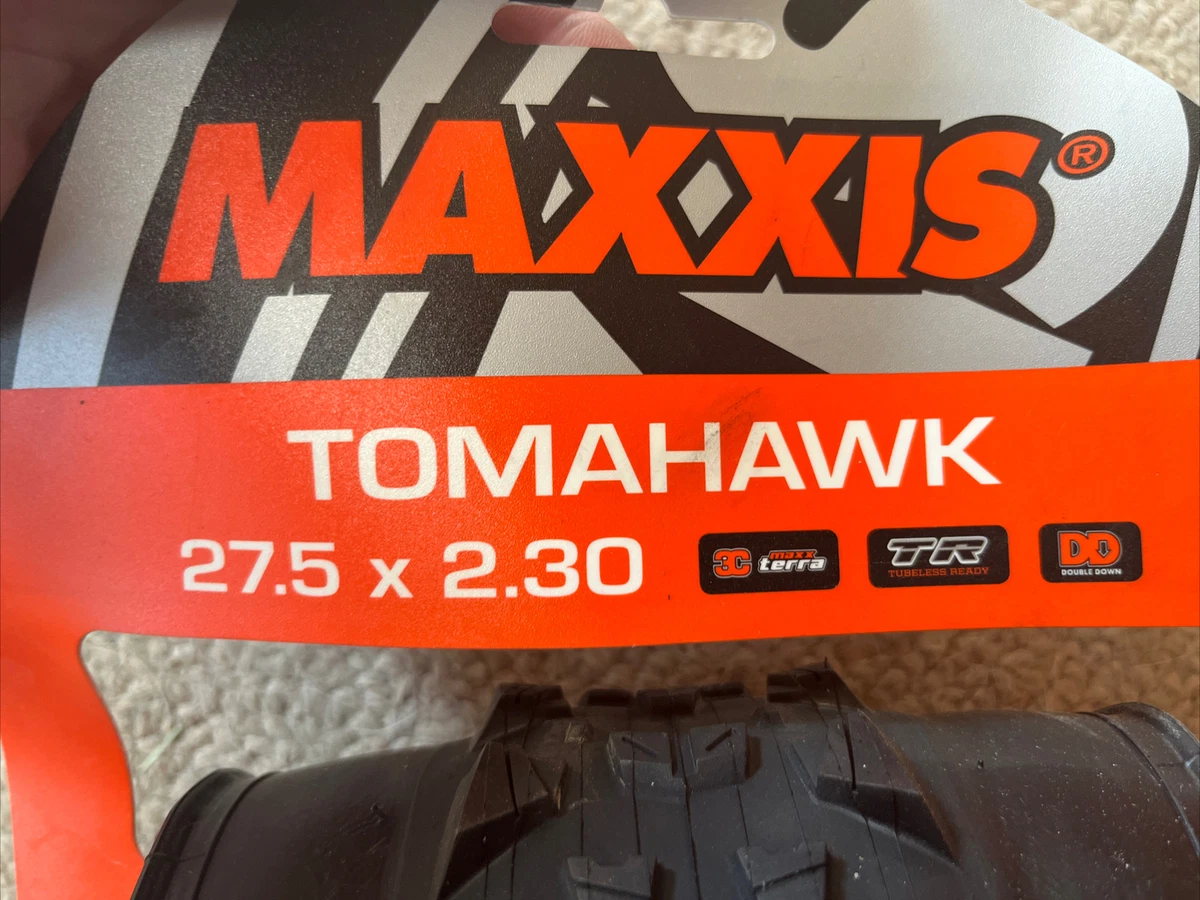 MAXXIS®
TOMAHAWK
27.5 x 2.30
3C maxx terra
TR TUBELESS READY
DD DOUBLE DOWN